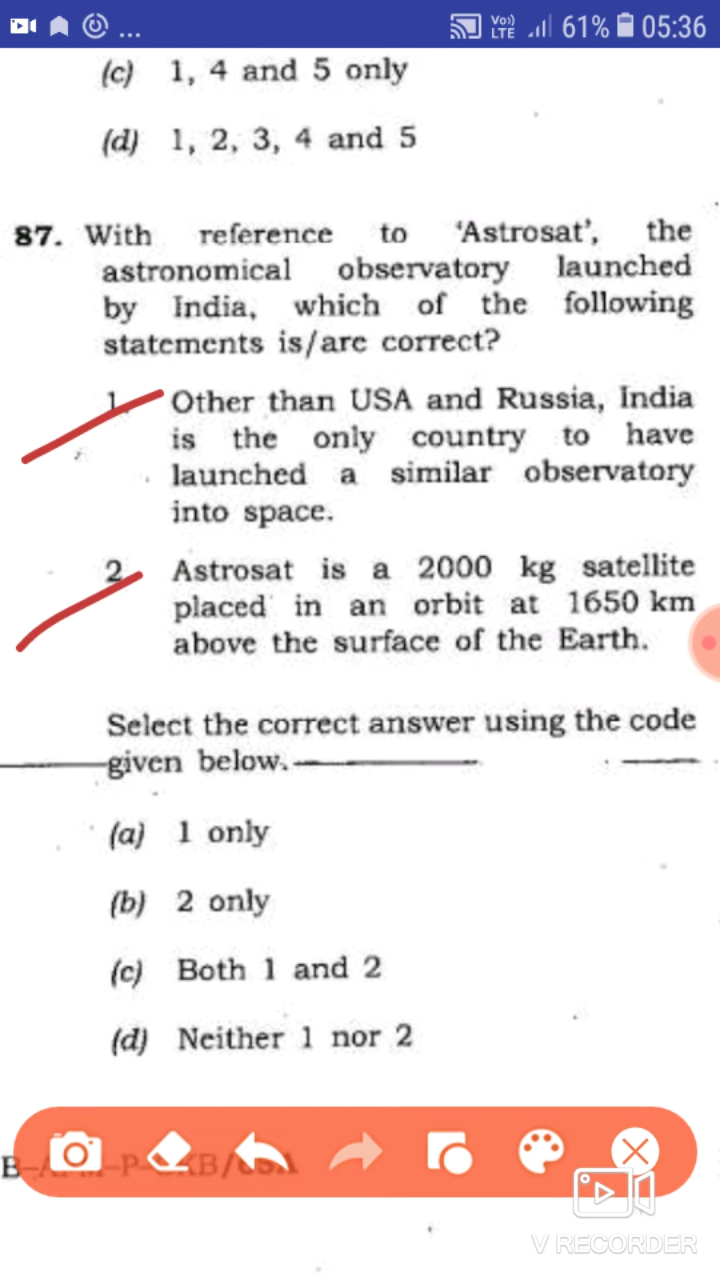 ... Vo)) LTE 61% 05:36
(c) 1, 4 and 5 only
(d) 1, 2, 3, 4 and 5
87. With reference to ‘Astrosat’, the
astronomical observatory launched
by India, which of the following
statements is/are correct?
1. Other than USA and Russia, India
is the only country to have
launched a similar observatory
into space.
2. Astrosat is a 2000 kg satellite
placed in an orbit at 1650 km
above the surface of the Earth.
Select the correct answer using the code
given below.
(a) 1 only
(b) 2 only
(c) Both 1 and 2
(d) Neither 1 nor 2
V RECORDER